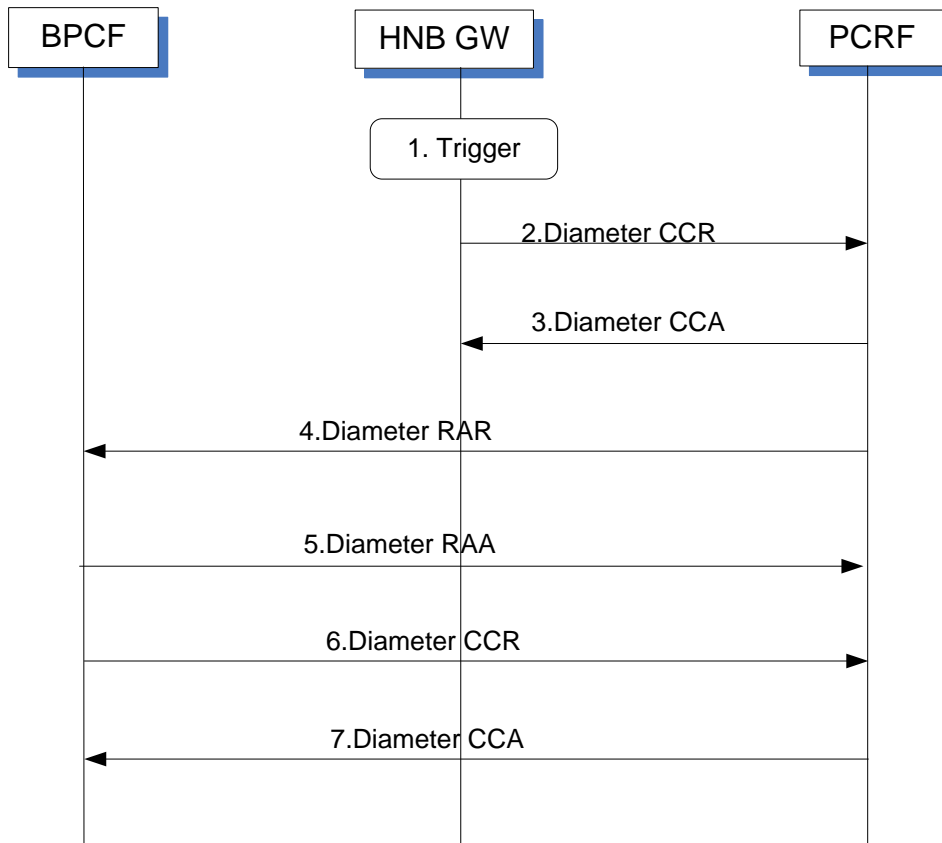 BPCF
HNB GW
PCRF
1. Trigger
2.Diameter CCR
3.Diameter CCA
4.Diameter RAR
5.Diameter RAA
6.Diameter CCR
7.Diameter CCA